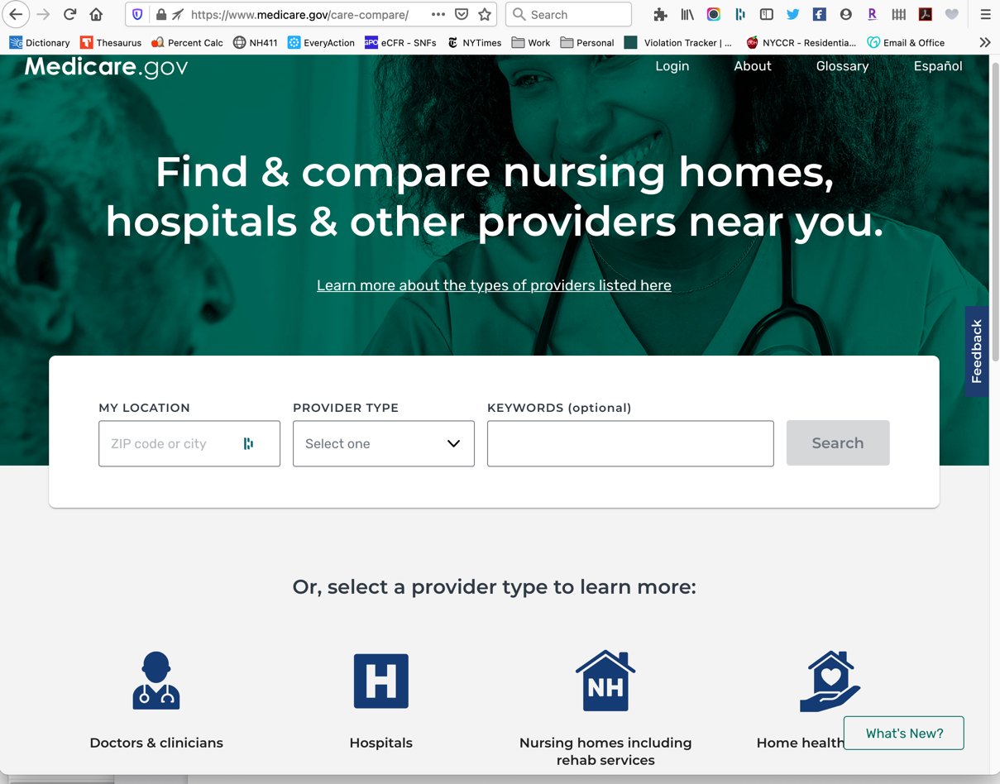 https://www.medicare.gov/care-compare/
Search
Dictionary
Thesaurus
Percent Calc
NH411
EveryAction
GPO
eCFR - SNFs
NYTimes
Work
Personal
Violation Tracker | ...
NYCCR - Residentia...
Email & Office
Medicare.gov
Login
About
Glossary
Español
Find & compare nursing homes,
hospitals & other providers near you.
Learn more about the types of providers listed here
Feedback
MY LOCATION
PROVIDER TYPE
KEYWORDS (optional)
ZIP code or city
Select one
Search
Or, select a provider type to learn more:
H
NH
Doctors & clinicians
Hospitals
Nursing homes including
rehab services
Home health
What's New?